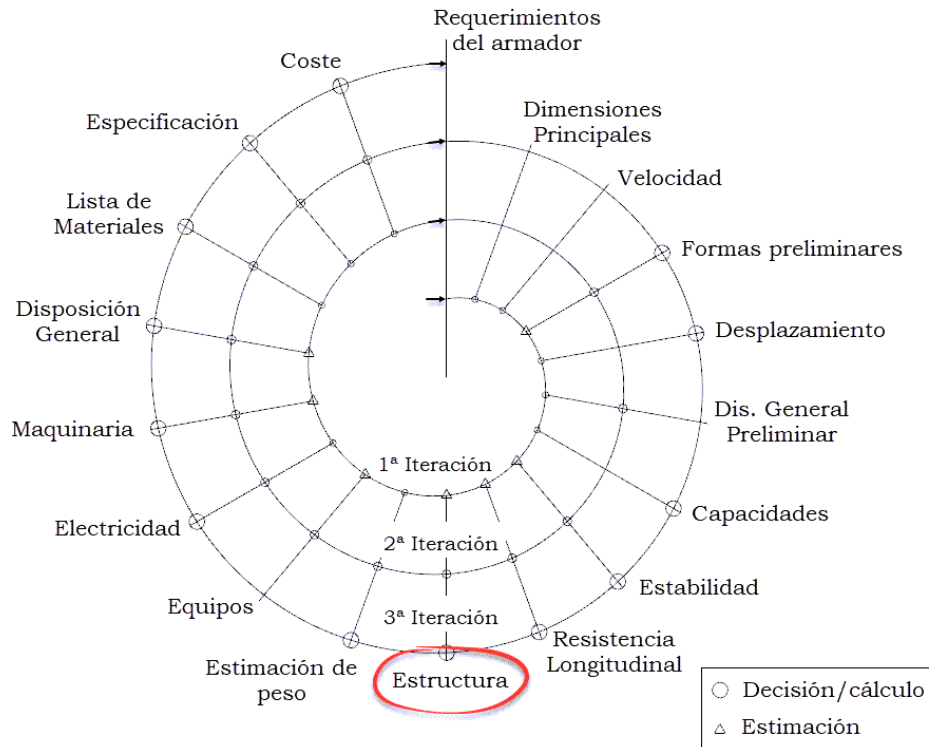 Requerimientos
del armador
Dimensiones
Principales
Velocidad
Formas preliminares
Desplazamiento
Dis. General
Preliminar
Capacidades
Estabilidad
Resistencia
Longitudinal
Estructura
Estimación de
peso
Equipos
Electricidad
Maquinaria
Disposición
General
Lista de
Materiales
Especificación
Coste
1ª Iteración
2ª Iteración
3ª Iteración
Decisión/cálculo
Estimación